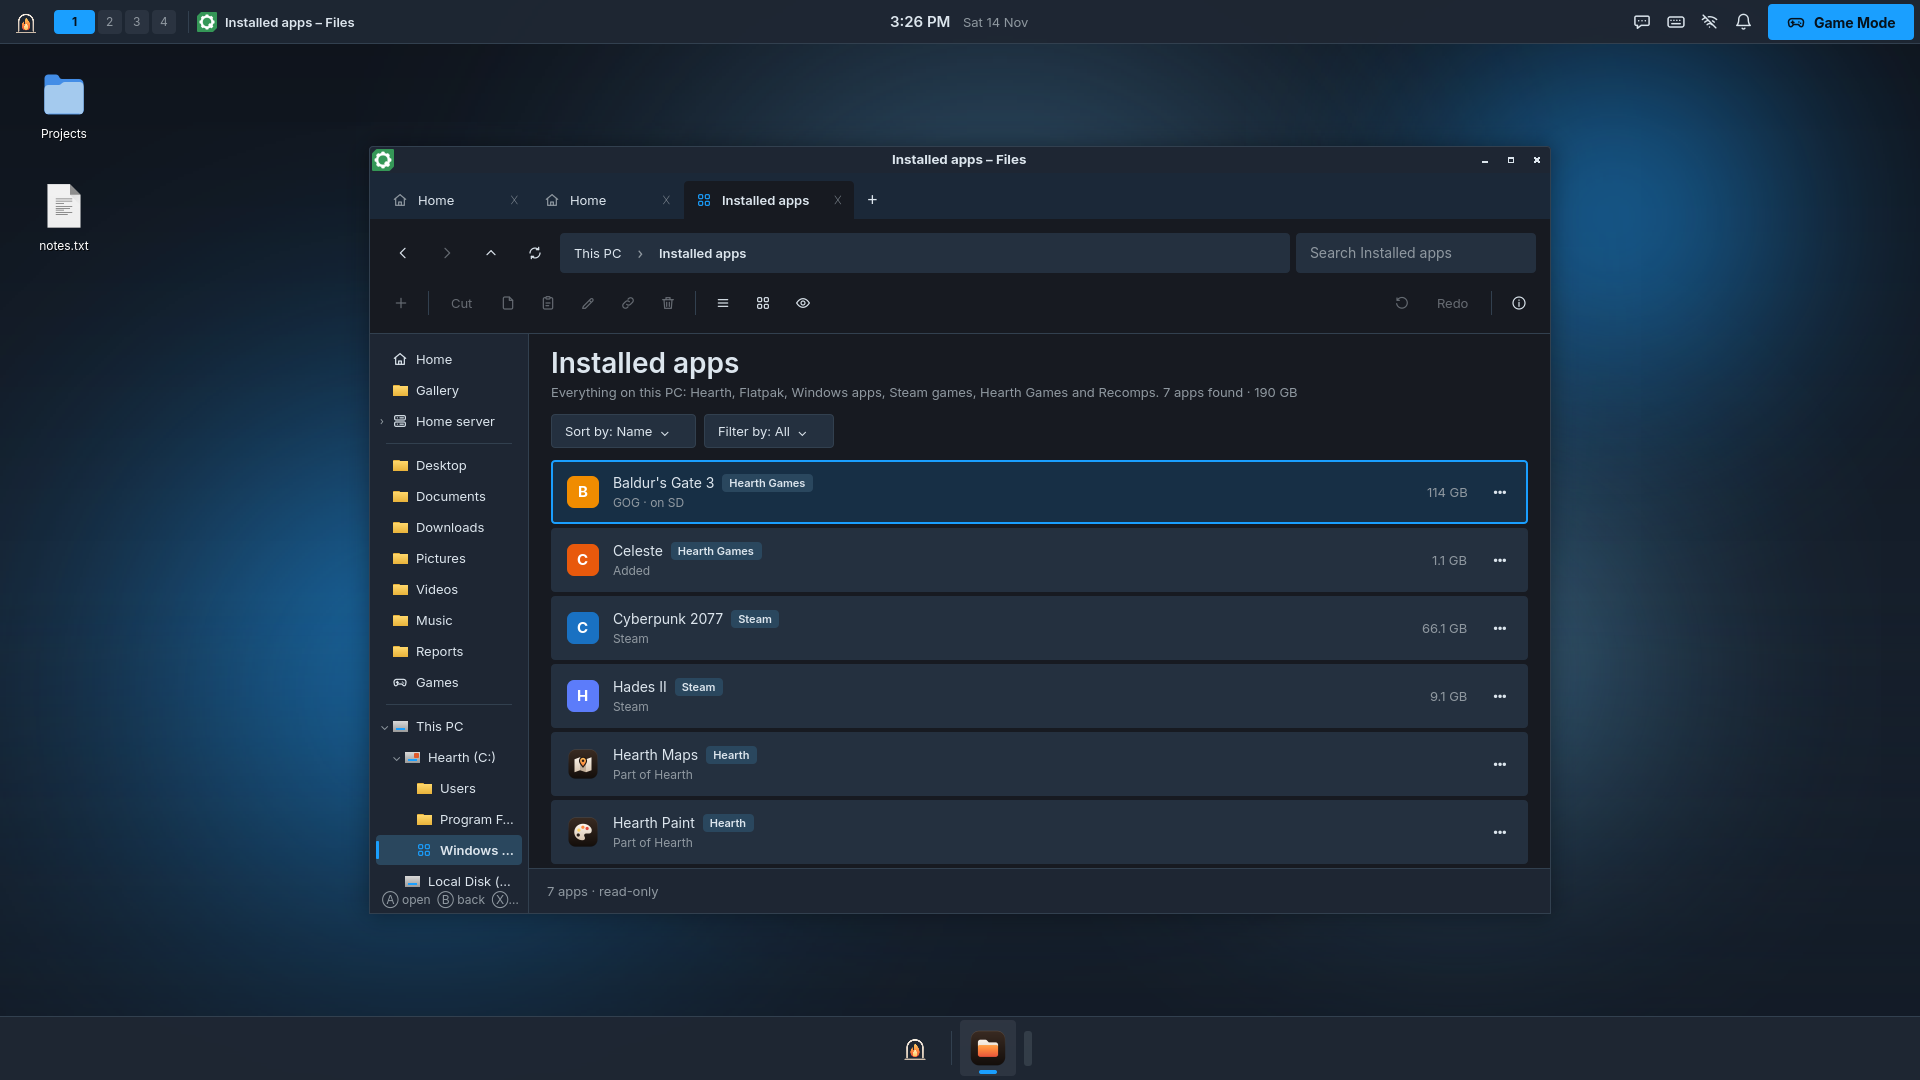 1 2 3 4 Installed apps – Files 3:26 PM Sat 14 Nov Game Mode
Projects
notes.txt
Installed apps – Files
Home Home Installed apps
This PC Installed apps Search Installed apps
Cut Redo
Home
Gallery
Home server
Desktop
Documents
Downloads
Pictures
Videos
Music
Reports
Games
This PC
Hearth (C:)
Users
Program F...
Windows ...
Local Disk (...
A open B back X...
Installed apps
Everything on this PC: Hearth, Flatpak, Windows apps, Steam games, Hearth Games and Recomps. 7 apps found · 190 GB
Sort by: Name Filter by: All
B Baldur's Gate 3 Hearth Games 114 GB
GOG · on SD
C Celeste Hearth Games 1.1 GB
Added
C Cyberpunk 2077 Steam 66.1 GB
Steam
H Hades II Steam 9.1 GB
Steam
Hearth Maps Hearth
Part of Hearth
Hearth Paint Hearth
Part of Hearth
7 apps · read-only